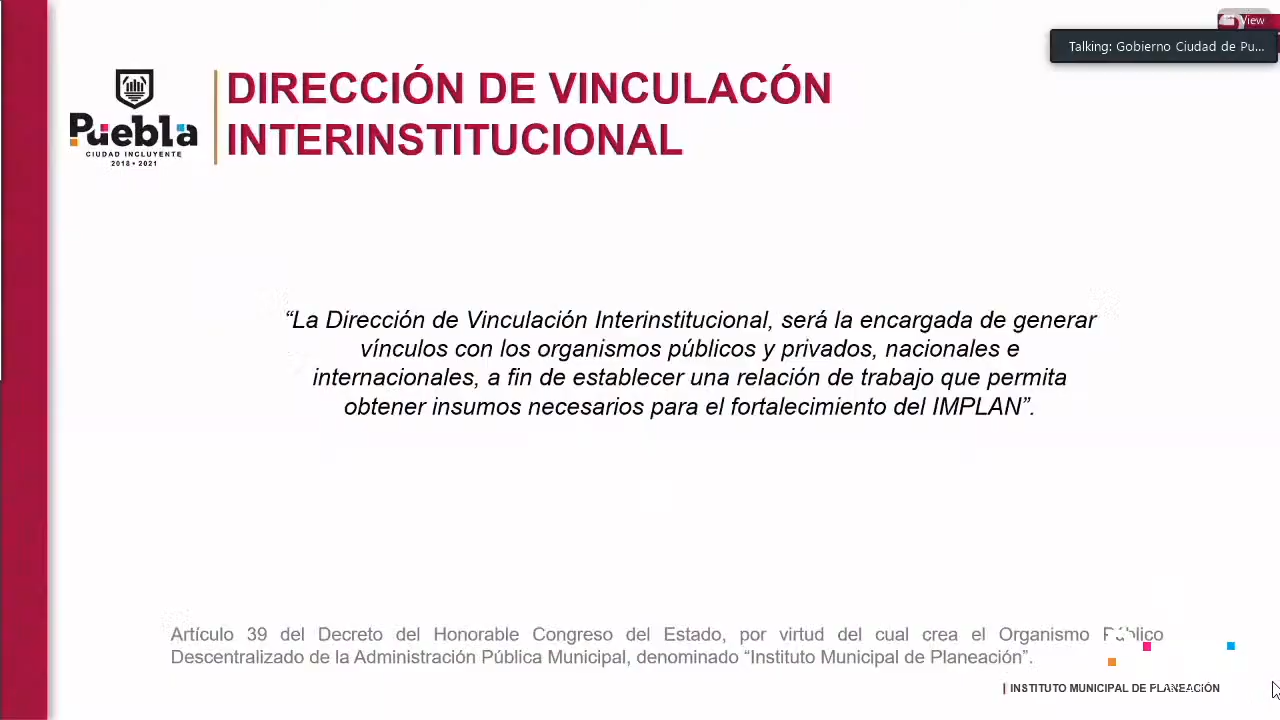 View
Talking: Gobierno Ciudad de Pu...
DIRECCIÓN DE VINCULACÓN
INTERINSTITUCIONAL
Puebla
CIUDAD INCLUYENTE
2018 • 2021
“La Dirección de Vinculación Interinstitucional, será la encargada de generar
vínculos con los organismos públicos y privados, nacionales e
internacionales, a fin de establecer una relación de trabajo que permita
obtener insumos necesarios para el fortalecimiento del IMPLAN”.
Artículo 39 del Decreto del Honorable Congreso del Estado, por virtud del cual crea el Organismo Público
Descentralizado de la Administración Pública Municipal, denominado “Instituto Municipal de Planeación”.
| INSTITUTO MUNICIPAL DE PLANEACIÓN